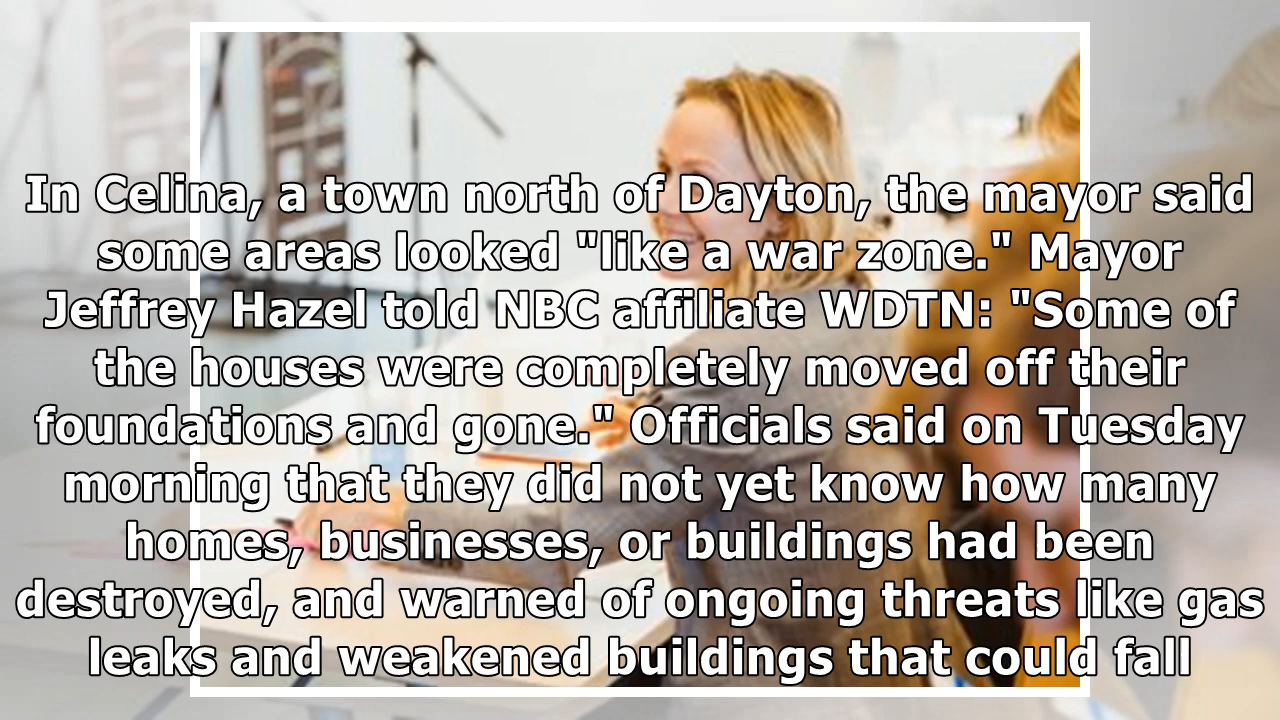 In Celina, a town north of Dayton, the mayor said
some areas looked "like a war zone." Mayor
Jeffrey Hazel told NBC affiliate WDTN: "Some of
the houses were completely moved off their
foundations and gone." Officials said on Tuesday
morning that they did not yet know how many
homes, businesses, or buildings had been
destroyed, and warned of ongoing threats like gas
leaks and weakened buildings that could fall